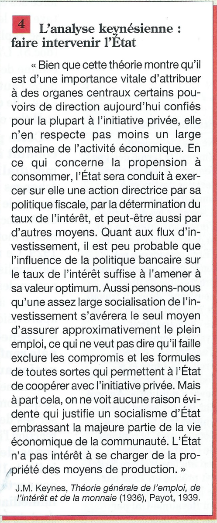 4
L'analyse keynésienne :
faire intervenir l'État
« Bien que cette théorie montre qu'il
est d'une importance vitale d'attribuer
à des organes centraux certains pou-
voirs de direction aujourd'hui confiés
pour la plupart à l'initiative privée, elle
n'en respecte pas moins un large
domaine de l'activité économique. En
ce qui concerne la propension à
consommer, l'État sera conduit à exer-
cer sur elle une action directrice par sa
politique fiscale, par la détermination du
taux de l'intérêt, et peut-être aussi par
d'autres moyens. Quant aux flux d'in-
vestissement, il est peu probable que
l'influence de la politique bancaire sur
le taux de l'intérêt suffise à l'amener à
sa valeur optimum. Aussi pensons-nous
qu'une assez large socialisation de l'in-
vestissement s'avérera le seul moyen
d'assurer approximativement le plein
emploi, ce qui ne veut pas dire qu'il faille
exclure les compromis et les formules
de toutes sortes qui permettent à l'État
de coopérer avec l'initiative privée. Mais
à part cela, on ne voit aucune raison évi-
dente qui justifie un socialisme d'État
embrassant la majeure partie de la vie
économique de la communauté. L'État
n'a pas intérêt à se charger de la pro-
priété des moyens de production. »
J.M. Keynes, Théorie générale de l'emploi, de
l'intérêt et de la monnaie (1936), Payot, 1939.